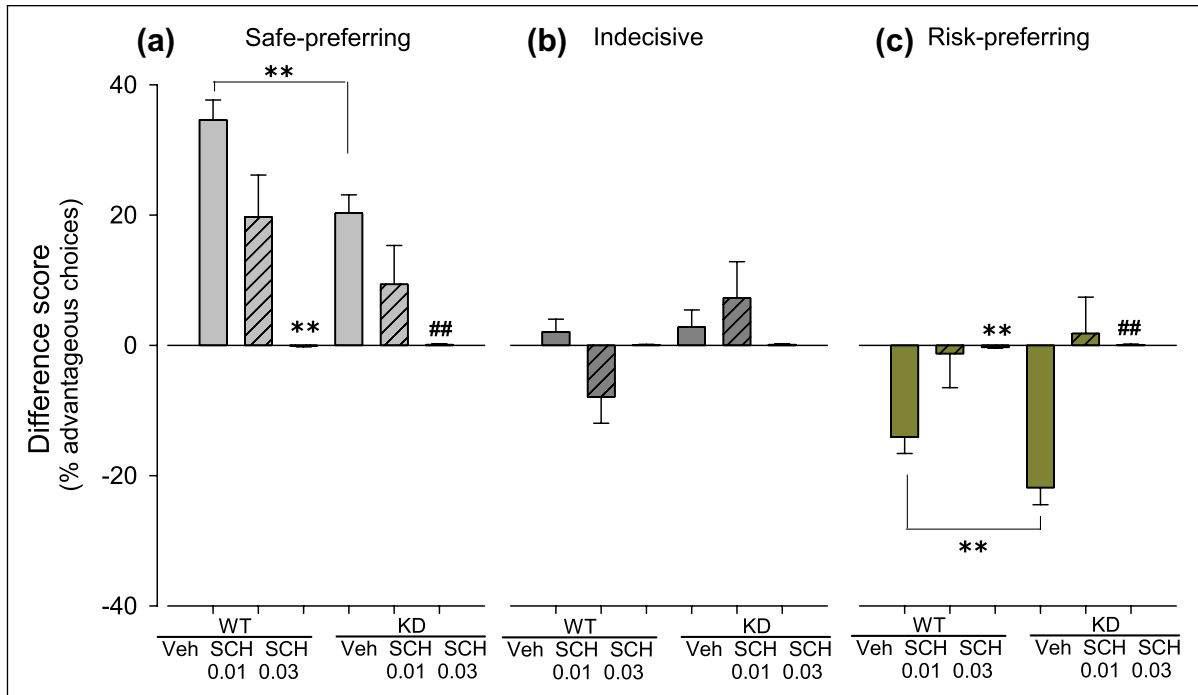 (a) Safe-preferring (b) Indecisive (c) Risk-preferring
Difference score
(% advantageous choices)
40
20
0
-20
-40
**
**
##
**
##
**
WT KD WT KD WT KD
Veh SCH SCH Veh SCH SCH Veh SCH SCH Veh SCH SCH Veh SCH SCH Veh SCH SCH
0.01 0.03 0.01 0.03 0.01 0.03 0.01 0.03 0.01 0.03 0.01 0.03